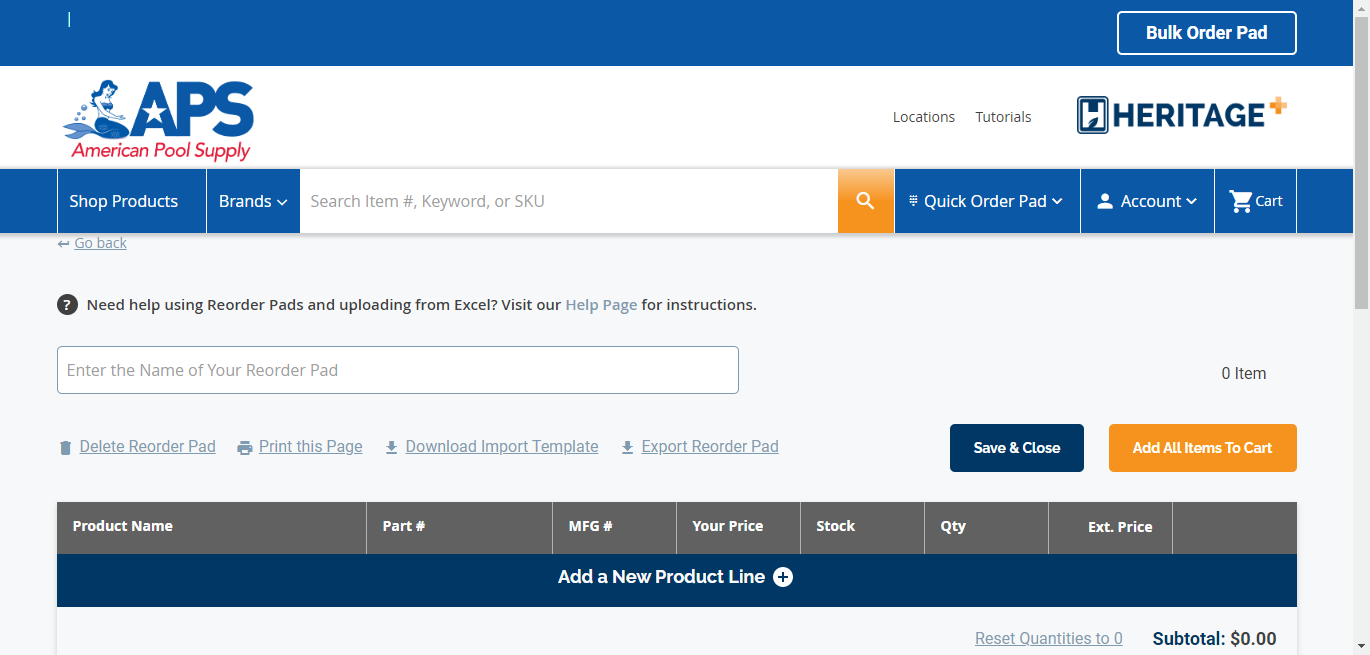 |
Bulk Order Pad
APS
American Pool Supply
Locations Tutorials
H HERITAGE+
Shop Products Brands Search Item #, Keyword, or SKU Quick Order Pad Account Cart
Go back
? Need help using Reorder Pads and uploading from Excel? Visit our Help Page for instructions.
Enter the Name of Your Reorder Pad
0 Item
Delete Reorder Pad Print this Page Download Import Template Export Reorder Pad Save & Close Add All Items To Cart
Product Name Part # MFG # Your Price Stock Qty Ext. Price
Add a New Product Line +
Reset Quantities to 0 Subtotal: $0.00